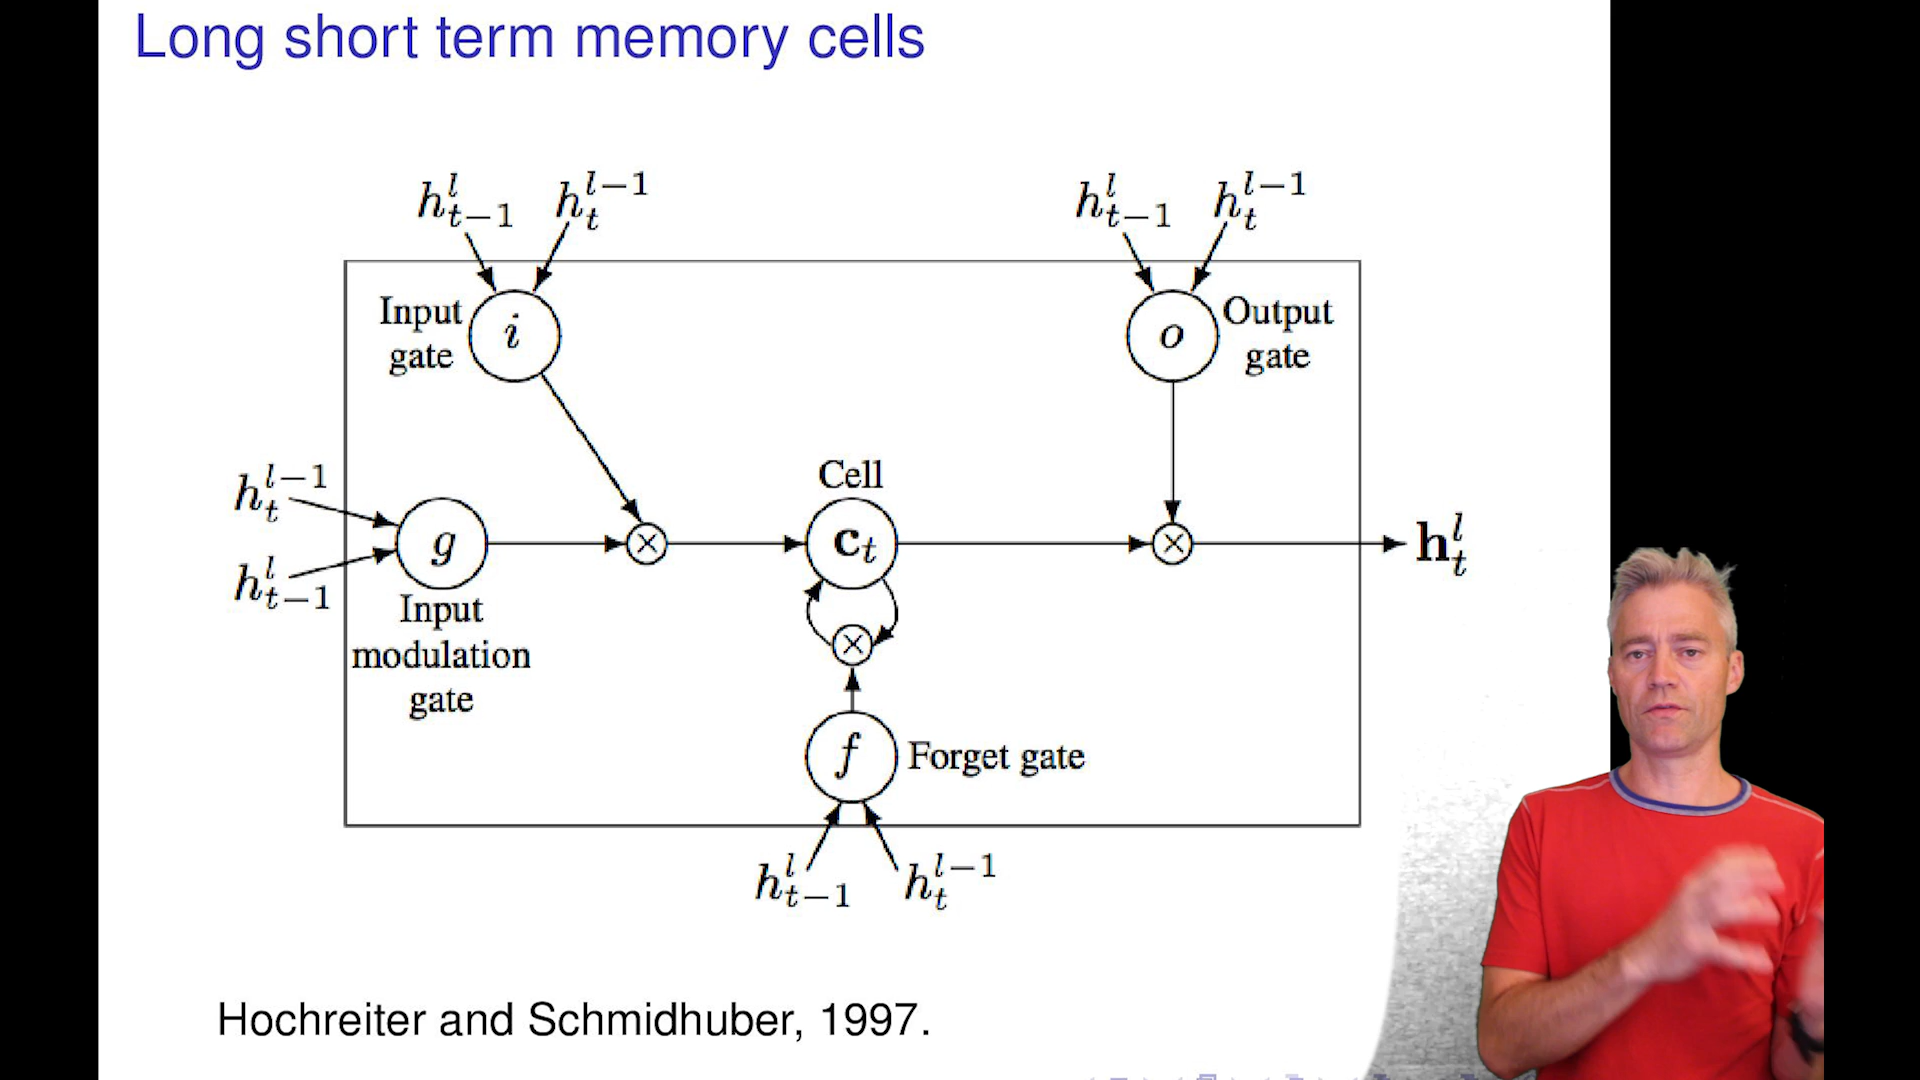 Long short term memory cells
h^l_{t-1} h^{l-1}_t
h^l_{t-1} h^{l-1}_t
Input
gate
i
o
Output
gate
h^{l-1}_t
h^l_{t-1}
g
Input
modulation
gate
Cell
c_t
h^l_t
f
Forget gate
h^l_{t-1} h^{l-1}_t
Hochreiter and Schmidhuber, 1997.